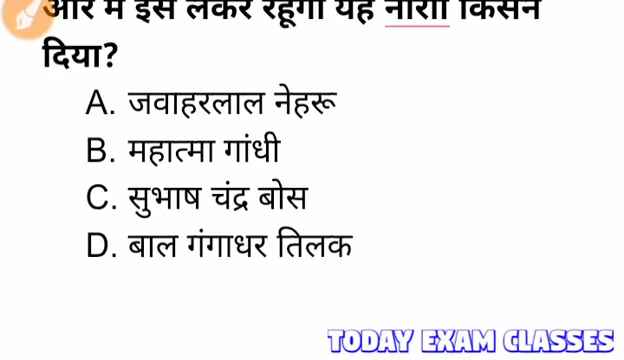 और मैं इसे लेकर रहूंगा यह नारा किसने
दिया?
A. जवाहरलाल नेहरू
B. महात्मा गांधी
C. सुभाष चंद्र बोस
D. बाल गंगाधर तिलक
TODAY EXAM CLASSES